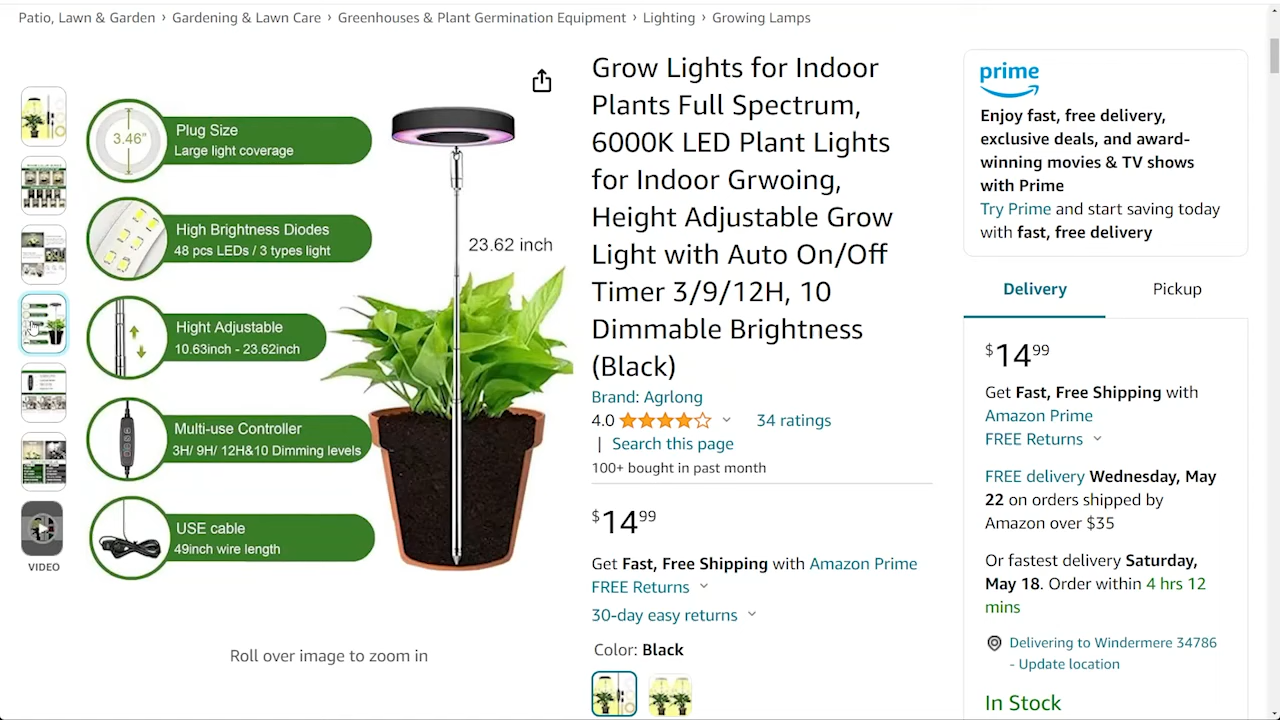 Patio, Lawn & Garden › Gardening & Lawn Care › Greenhouses & Plant Germination Equipment › Lighting › Growing Lamps
3.46"
Plug Size
Large light coverage
High Brightness Diodes
48 pcs LEDs / 3 types light
Hight Adjustable
10.63inch - 23.62inch
Multi-use Controller
3H/ 9H/ 12H&10 Dimming levels
USE cable
49inch wire length
23.62 inch
VIDEO
Roll over image to zoom in
Grow Lights for Indoor
Plants Full Spectrum,
6000K LED Plant Lights
for Indoor Grwoing,
Height Adjustable Grow
Light with Auto On/Off
Timer 3/9/12H, 10
Dimmable Brightness
(Black)
Brand: Agrlong
4.0 34 ratings
| Search this page
100+ bought in past month
$1499
Get Fast, Free Shipping with Amazon Prime
FREE Returns
30-day easy returns
Color: Black
prime
Enjoy fast, free delivery,
exclusive deals, and award-
winning movies & TV shows
with Prime
Try Prime and start saving today
with fast, free delivery
Delivery Pickup
$1499
Get Fast, Free Shipping with
Amazon Prime
FREE Returns
FREE delivery Wednesday, May
22 on orders shipped by
Amazon over $35
Or fastest delivery Saturday,
May 18. Order within 4 hrs 12
mins
Delivering to Windermere 34786
- Update location
In Stock